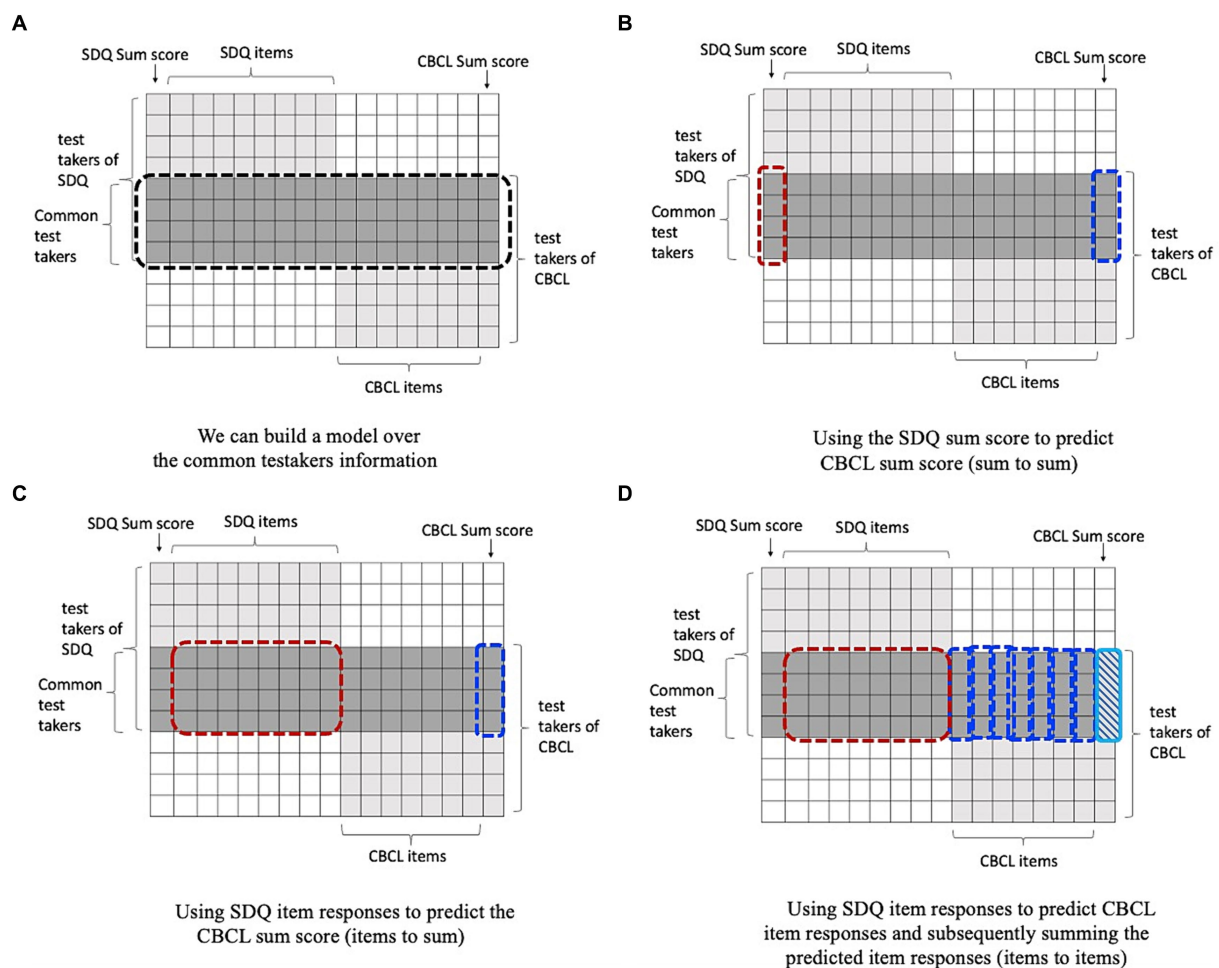 A
SDQ Sum score
SDQ items
CBCL Sum score
test
takers of
SDQ
Common
test
takers
test
takers of
CBCL
CBCL items
We can build a model over
the common testakers information
B
SDQ Sum score
SDQ items
CBCL Sum score
test
takers of
SDQ
Common
test
takers
test
takers of
CBCL
CBCL items
Using the SDQ sum score to predict
CBCL sum score (sum to sum)
C
SDQ Sum score
SDQ items
CBCL Sum score
test
takers of
SDQ
Common
test
takers
test
takers of
CBCL
CBCL items
Using SDQ item responses to predict the
CBCL sum score (items to sum)
D
SDQ Sum score
SDQ items
CBCL Sum score
test
takers of
SDQ
Common
test
takers
test
takers of
CBCL
CBCL items
Using SDQ item responses to predict CBCL
item responses and subsequently summing the
predicted item responses (items to items)